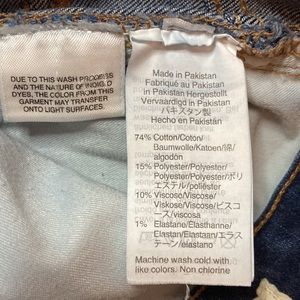 DUE TO THIS WASH PROCESS
AND THE NATURE OF INDIGO
DYES, THE COLOR FROM THIS
GARMENT MAY TRANSFER
ONTO LIGHT SURFACES.
Made in Pakistan
Fabriqué au Pakistan
in Pakistan Hergestellt
Vervaardigd in Pakistan
パキスタン製
Hecho en Pakistan
74% Cotton/Coton/
Baumwolle/Katoen/綿/
algodón
15% Polyester/Polyester/
Polyester/Polyester/ポリ
エステル/poliéster
10% Viscose/Viscose/
Viskose/Viscose/ビスコ
ース/viscosa
1% Elastane/Elasthanne/
Elastan/Elastaan/エラス
テーン/elastano
Machine wash cold with
like colors. Non chlorine